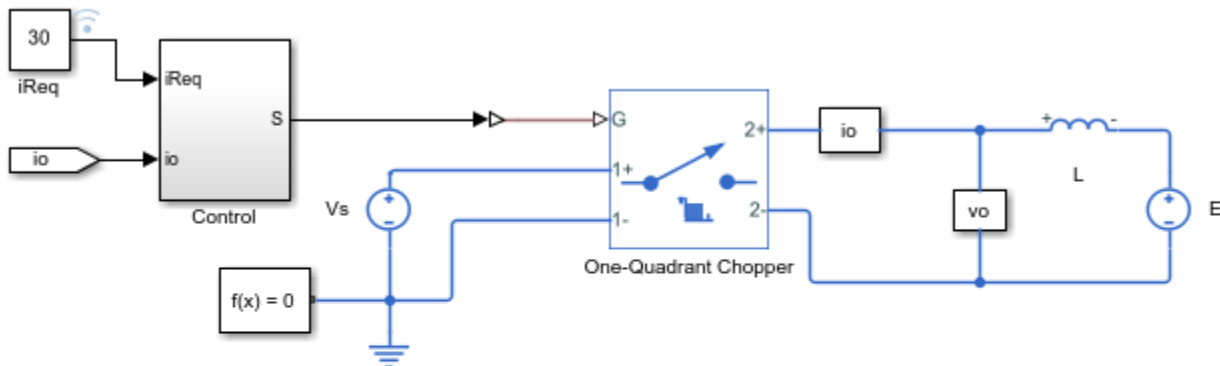 30
iReq
iReq
io
io
S
Control
Vs
f(x) = 0
G
1+
1-
2+
2-
One-Quadrant Chopper
io
vo
+ -
L
+
-
E
+
-